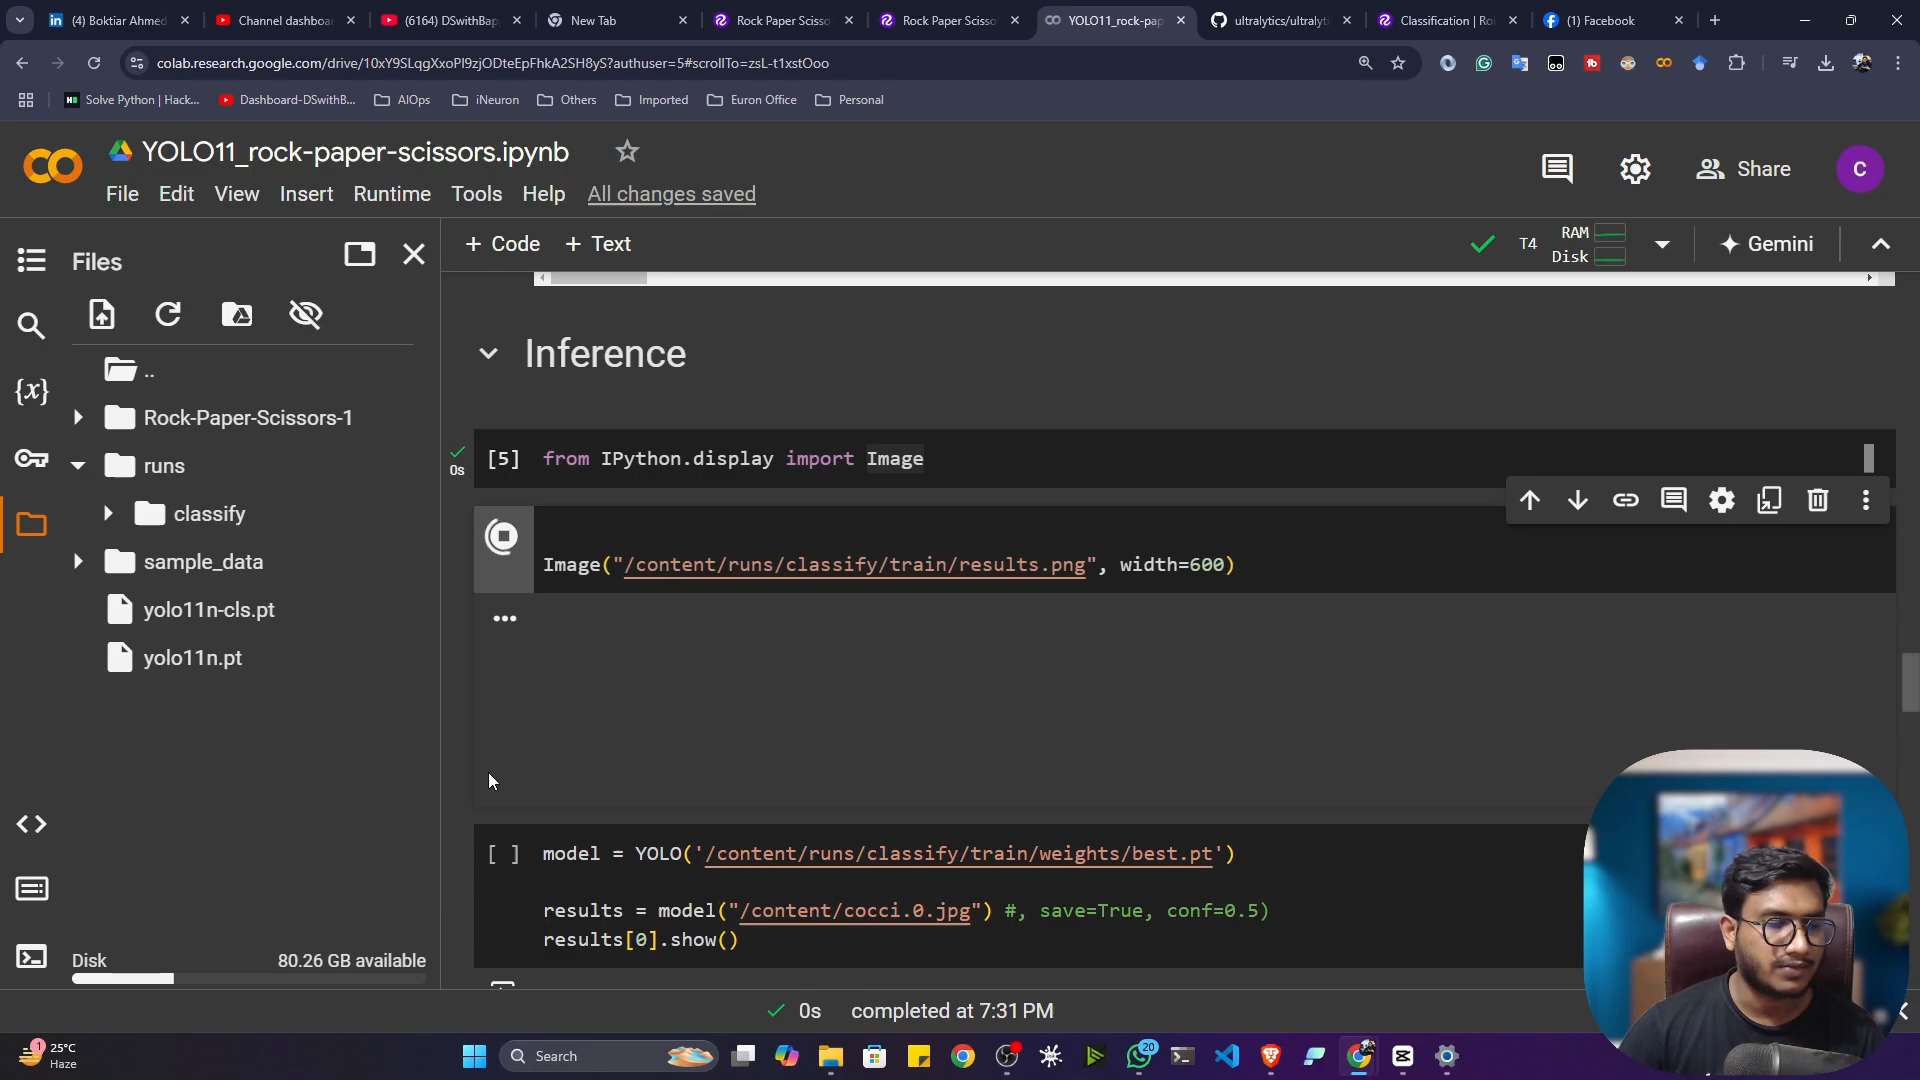 (4) Boktiar Ahmed
Channel dashboa
(6164) DSwithBap
New Tab
Rock Paper Scisso
Rock Paper Scisso
YOLO11_rock-pap
ultralytics/ultralyti
Classification | Ro
(1) Facebook
colab.research.google.com/drive/10xY9SLqgXxoPl9zjODteEpFhkA2SH8yS?authuser=5#scrollTo=zsL-t1xstOoo
Solve Python | Hack...
Dashboard-DSwithB...
AIOps
iNeuron
Others
Imported
Euron Office
Personal
YOLO11_rock-paper-scissors.ipynb
Share
C
File Edit View Insert Runtime Tools Help All changes saved
Files
+ Code + Text
T4
RAM
Disk
Gemini
..
Rock-Paper-Scissors-1
runs
classify
sample_data
yolo11n-cls.pt
yolo11n.pt
Disk 80.26 GB available
Inference
0s
[5] from IPython.display import Image
Image("/content/runs/classify/train/results.png", width=600)
...
[ ] model = YOLO('/content/runs/classify/train/weights/best.pt')
results = model("/content/cocci.0.jpg") #, save=True, conf=0.5)
results[0].show()
0s completed at 7:31 PM
1
25°C
Haze
Search
20